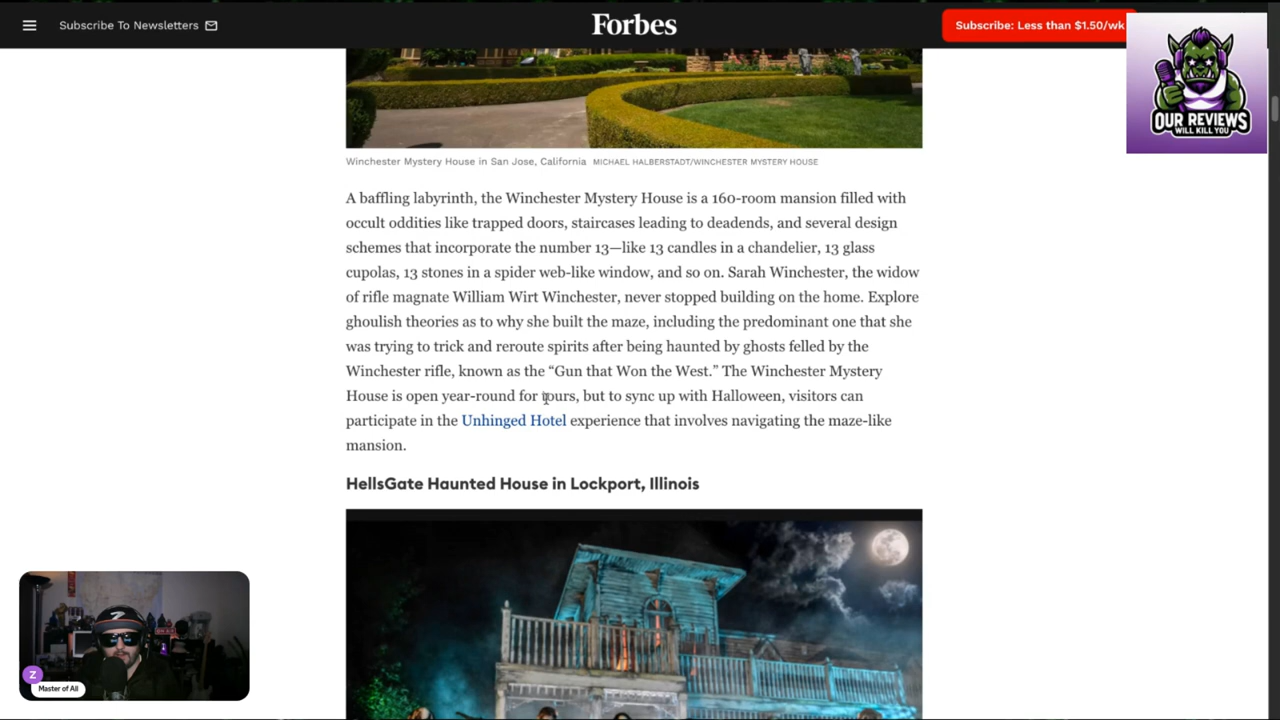 Subscribe To Newsletters
Forbes
Subscribe: Less than $1.50/wk
OUR REVIEWS
WILL KILL YOU
Winchester Mystery House in San Jose, California MICHAEL HALBERSTADT/WINCHESTER MYSTERY HOUSE
A baffling labyrinth, the Winchester Mystery House is a 160-room mansion filled with
occult oddities like trapped doors, staircases leading to deadends, and several design
schemes that incorporate the number 13—like 13 candles in a chandelier, 13 glass
cupolas, 13 stones in a spider web-like window, and so on. Sarah Winchester, the widow
of rifle magnate William Wirt Winchester, never stopped building on the home. Explore
ghoulish theories as to why she built the maze, including the predominant one that she
was trying to trick and reroute spirits after being haunted by ghosts felled by the
Winchester rifle, known as the “Gun that Won the West.” The Winchester Mystery
House is open year-round for tours, but to sync up with Halloween, visitors can
participate in the Unhinged Hotel experience that involves navigating the maze-like
mansion.
HellsGate Haunted House in Lockport, Illinois
Z
Master of All